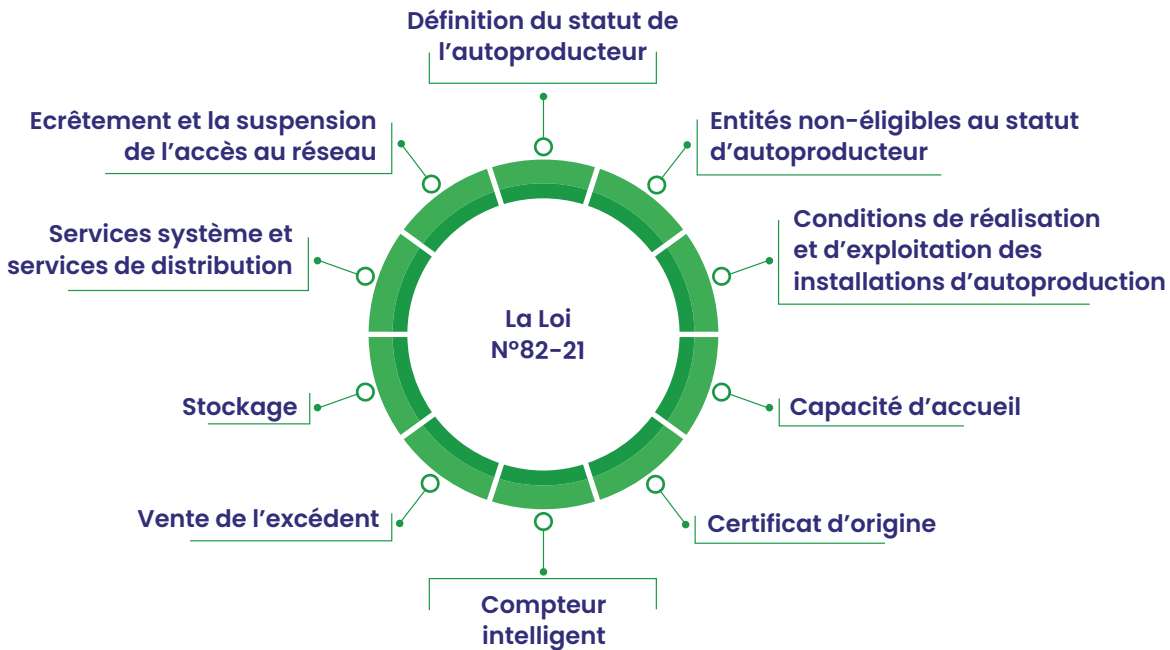 Définition du statut de
l’autoproducteur
Ecrêtement et la suspension
de l’accès au réseau
Entités non-éligibles au statut
d’autoproducteur
Services système et
services de distribution
Conditions de réalisation
et d’exploitation des
installations d’autoproduction
La Loi
N°82-21
Stockage
Capacité d’accueil
Vente de l’excédent
Certificat d’origine
Compteur
intelligent